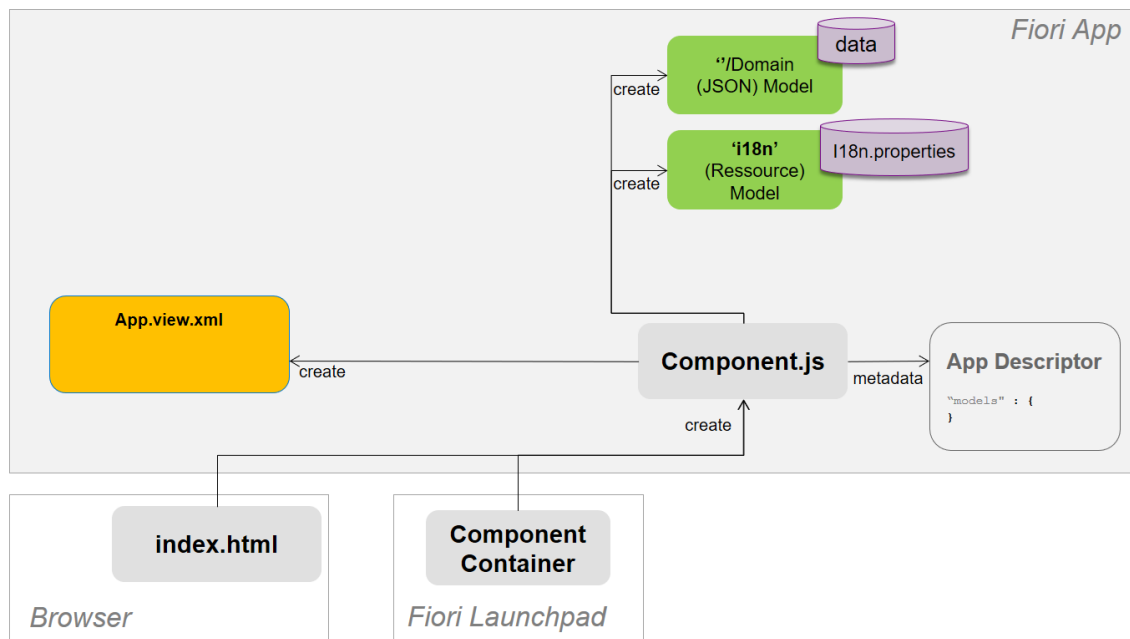 Fiori App
data
‘’/Domain
(JSON) Model
create
‘i18n’
(Ressource)
Model
I18n.properties
create
App.view.xml
create
Component.js
metadata
App Descriptor
“models" : {
}
create
index.html
Component
Container
Browser
Fiori Launchpad